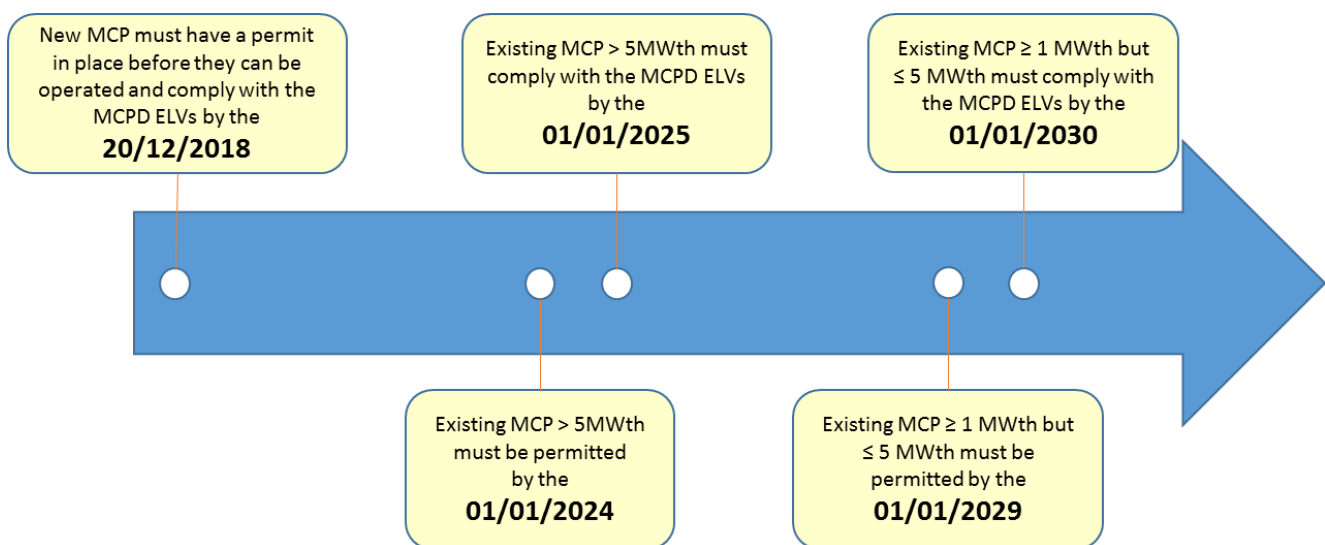 New MCP must have a permit
in place before they can be
operated and comply with the
MCPD ELVs by the
20/12/2018
Existing MCP > 5MWth must
comply with the MCPD ELVs
by the
01/01/2025
Existing MCP ≥ 1 MWth but
≤ 5 MWth must comply with
the MCPD ELVs by the
01/01/2030
Existing MCP > 5MWth
must be permitted
by the
01/01/2024
Existing MCP ≥ 1 MWth but
≤ 5 MWth must be
permitted by the
01/01/2029